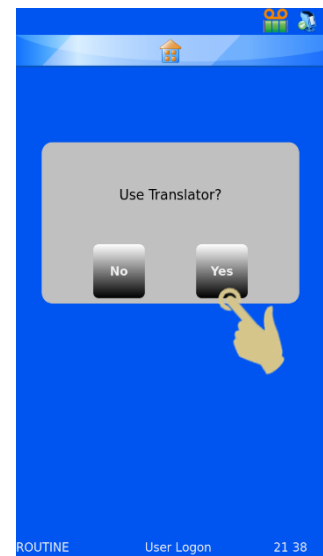 Use Translator?
No Yes
ROUTINE User Logon 21 38